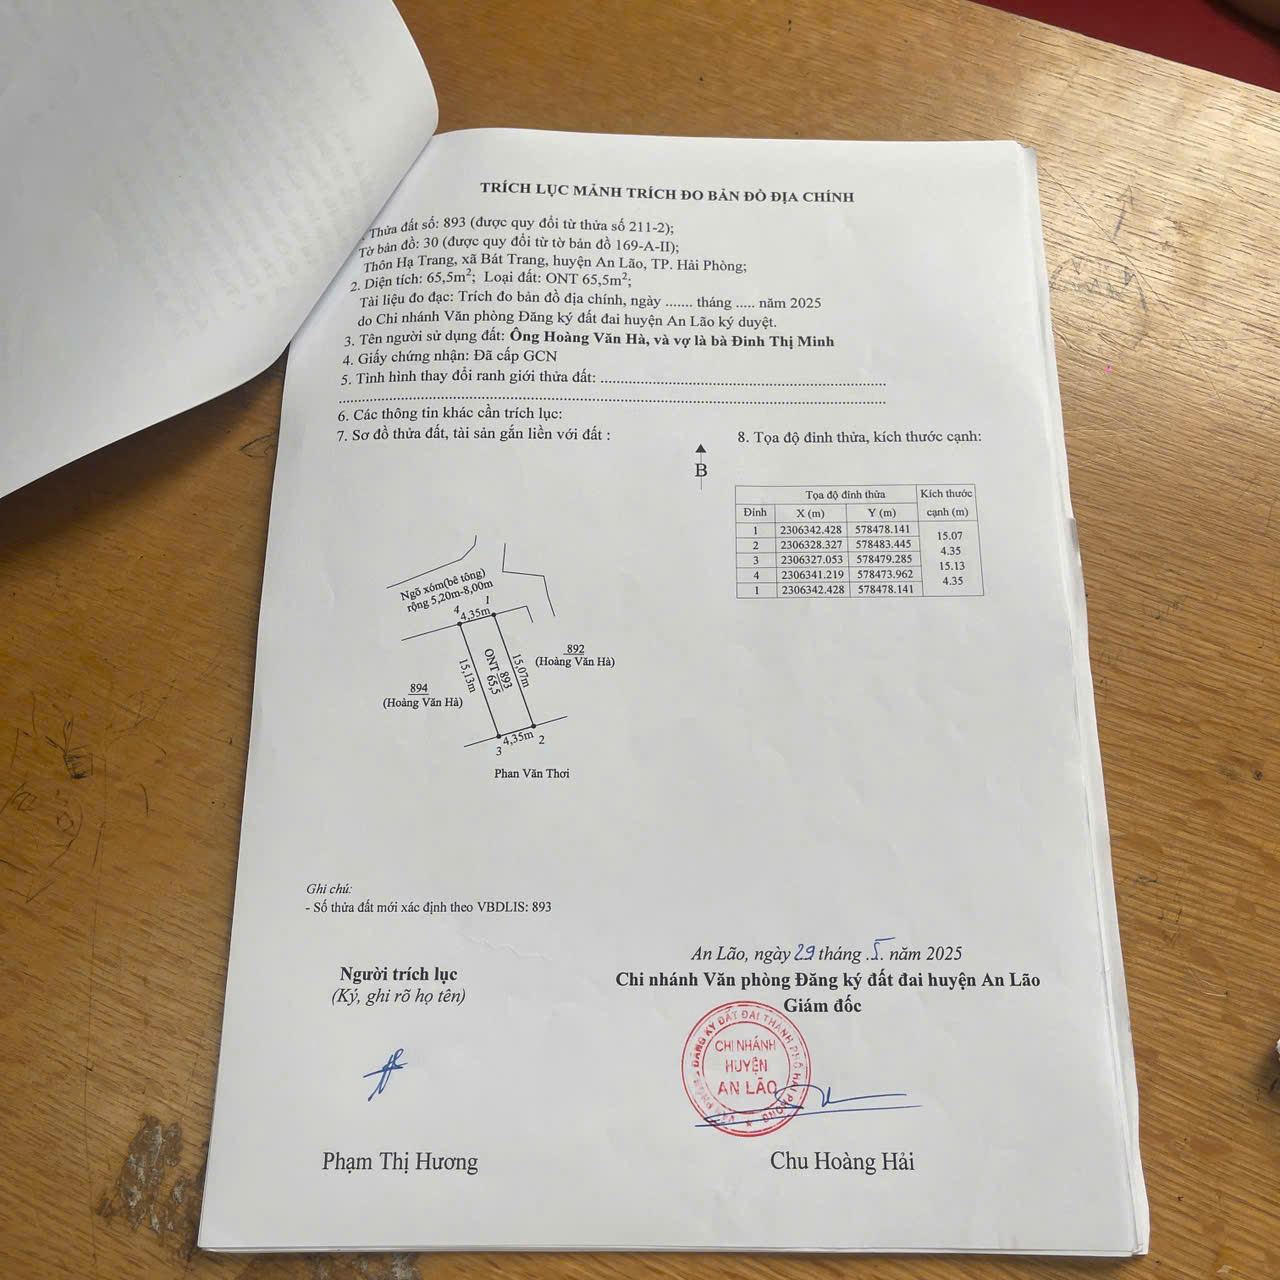 TRÍCH LỤC MẢNH TRÍCH ĐO BẢN ĐỒ ĐỊA CHÍNH
Thửa đất số: 893 (được quy đổi từ thửa số 211-2);
Tờ bản đồ: 30 (được quy đổi từ tờ bản đồ 169-A-II);
Thôn Hạ Trang, xã Bát Trang, huyện An Lão, TP. Hải Phòng;
2. Diện tích: 65,5m²; Loại đất: ONT 65,5m²;
Tài liệu đo đạc: Trích đo bản đồ địa chính, ngày ....... tháng ..... năm 2025
do Chi nhánh Văn phòng Đăng ký đất đai huyện An Lão ký duyệt.
3. Tên người sử dụng đất: Ông Hoàng Văn Hà, và vợ là bà Đinh Thị Minh
4. Giấy chứng nhận: Đã cấp GCN
5. Tình hình thay đổi ranh giới thửa đất: ..........
6. Các thông tin khác cần trích lục:
7. Sơ đồ thửa đất, tài sản gắn liền với đất :
B
8. Tọa độ đỉnh thửa, kích thước cạnh:
Đỉnh Tọa độ đỉnh thửa Kích thước cạnh (m)
X (m) Y (m)
1 2306342.428 578478.141
15.07
2 2306328.327 578483.445
4.35
3 2306327.053 578479.285
15.13
4 2306341.219 578473.962
4.35
1 2306342.428 578478.141
Ngõ xóm(bê tông)
rộng 5,20m-8,00m
4 4,35m 1
15,13m
ONT 893
65,5
15,07m
892
(Hoàng Văn Hà)
894
(Hoàng Văn Hà)
3 4,35m 2
Phan Văn Thơi
Ghi chú:
- Số thửa đất mới xác định theo VBDLIS: 893
An Lão, ngày 29 tháng .5. năm 2025
Người trích lục
(Ký, ghi rõ họ tên)
Chi nhánh Văn phòng Đăng ký đất đai huyện An Lão
Giám đốc
VĂN PHÒNG ĐĂNG KÝ ĐẤT ĐAI THÀNH PHỐ HẢI PHÒNG
CHI NHÁNH
HUYỆN
AN LÃO
Phạm Thị Hương
Chu Hoàng Hải